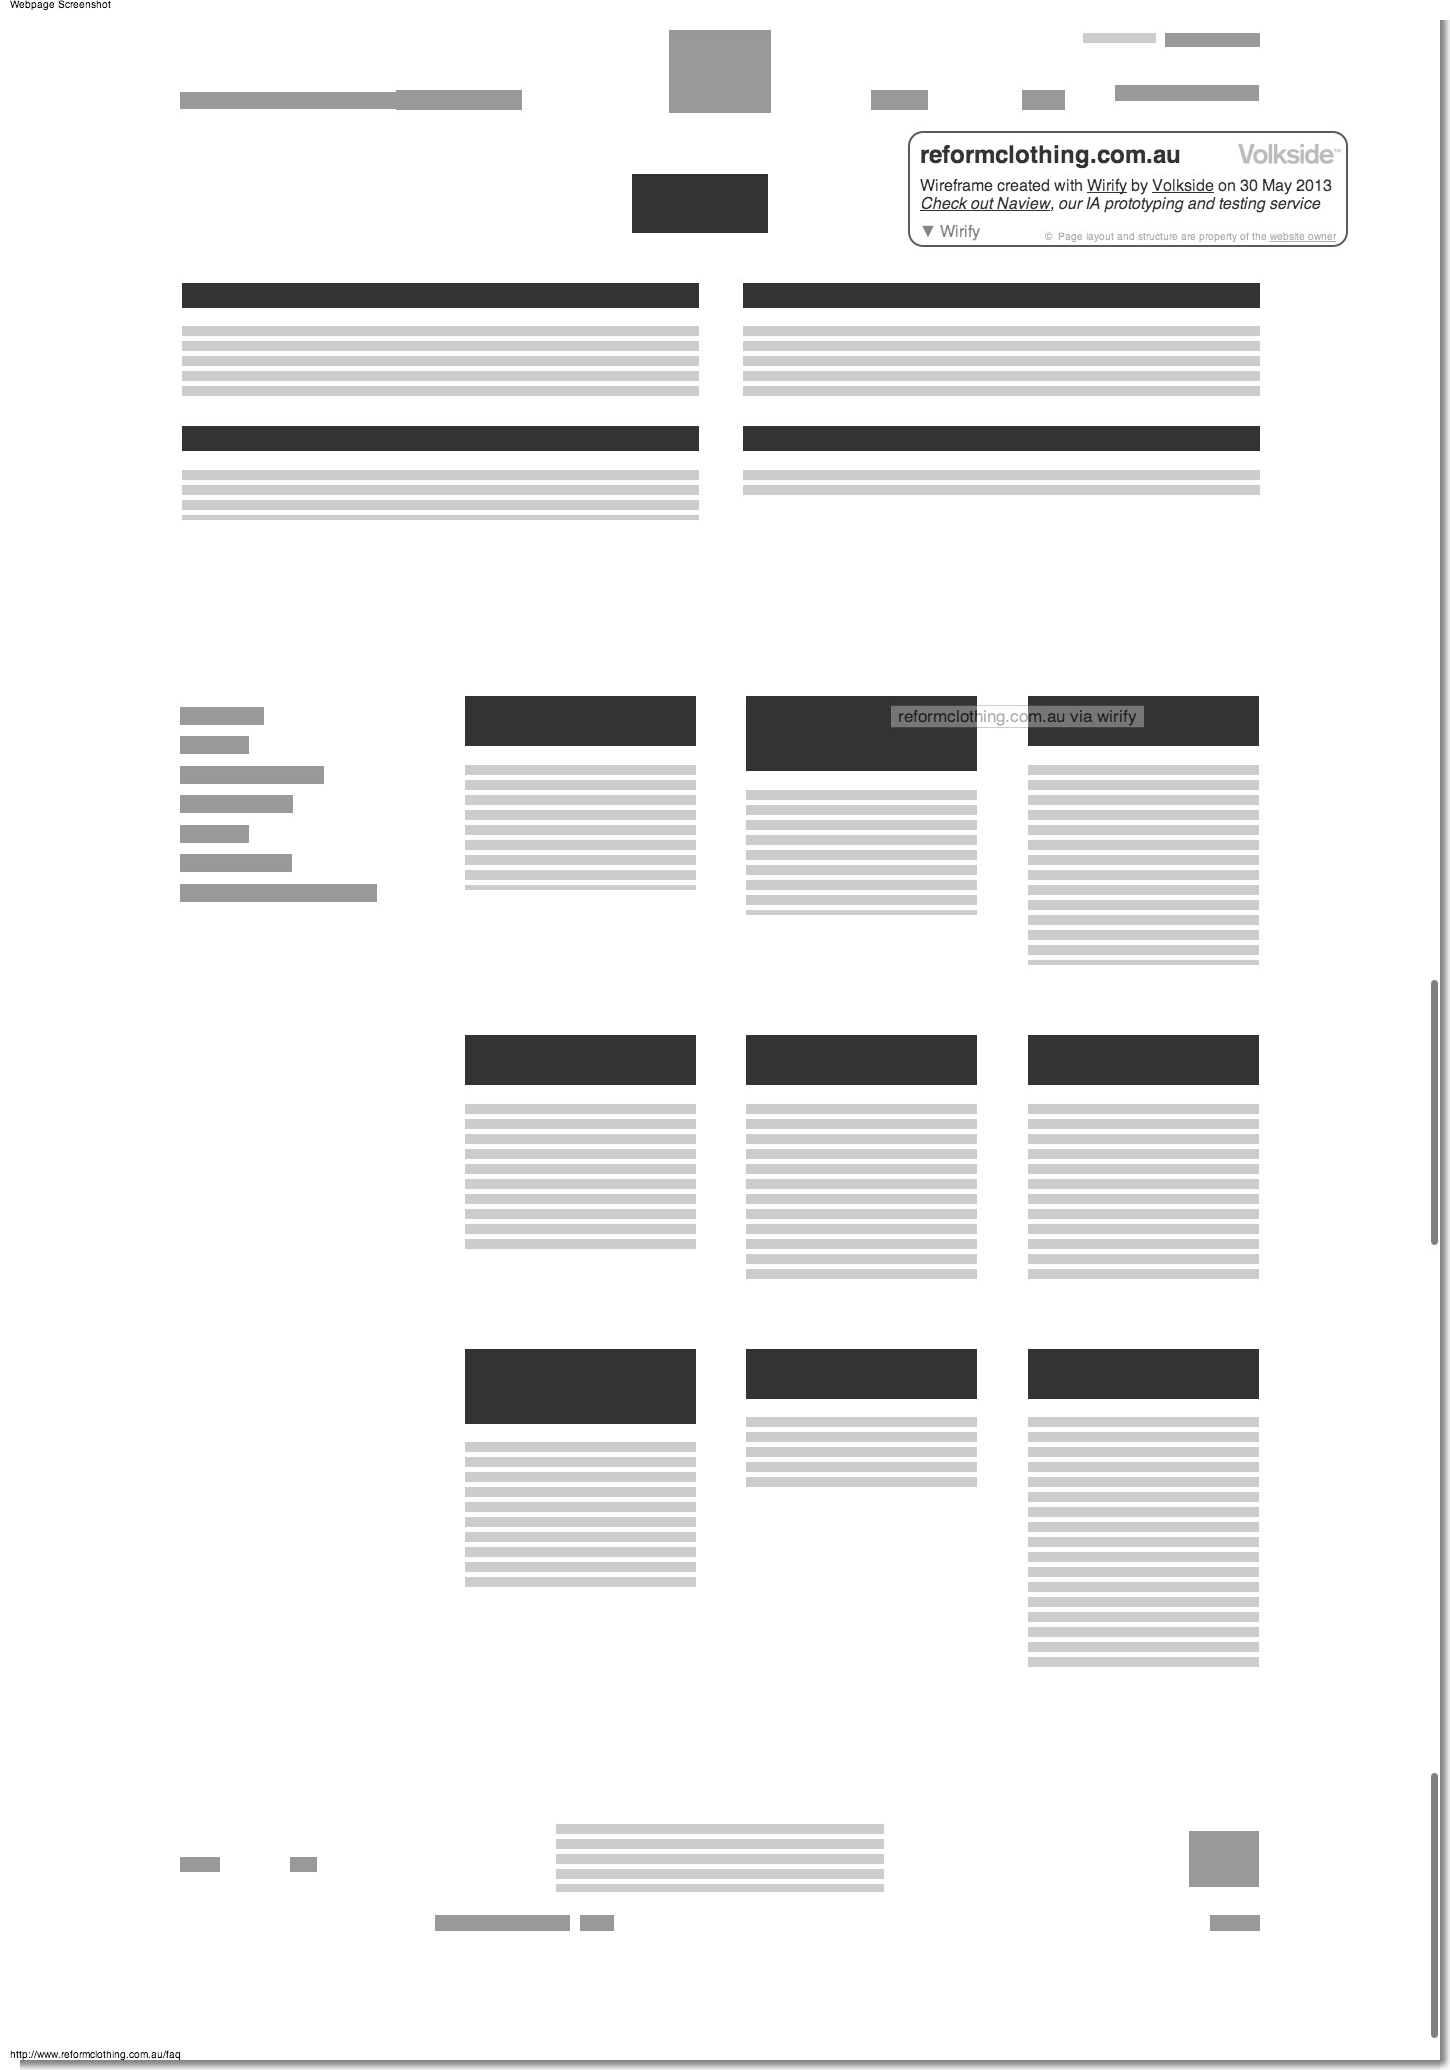 Webpage Screenshot
reformclothing.com.au
Volkside™
Wireframe created with Wirify by Volkside on 30 May 2013
Check out Naview, our IA prototyping and testing service
▼ Wirify
© Page layout and structure are property of the website owner
reformclothing.com.au via wirify
http://www.reformclothing.com.au/faq